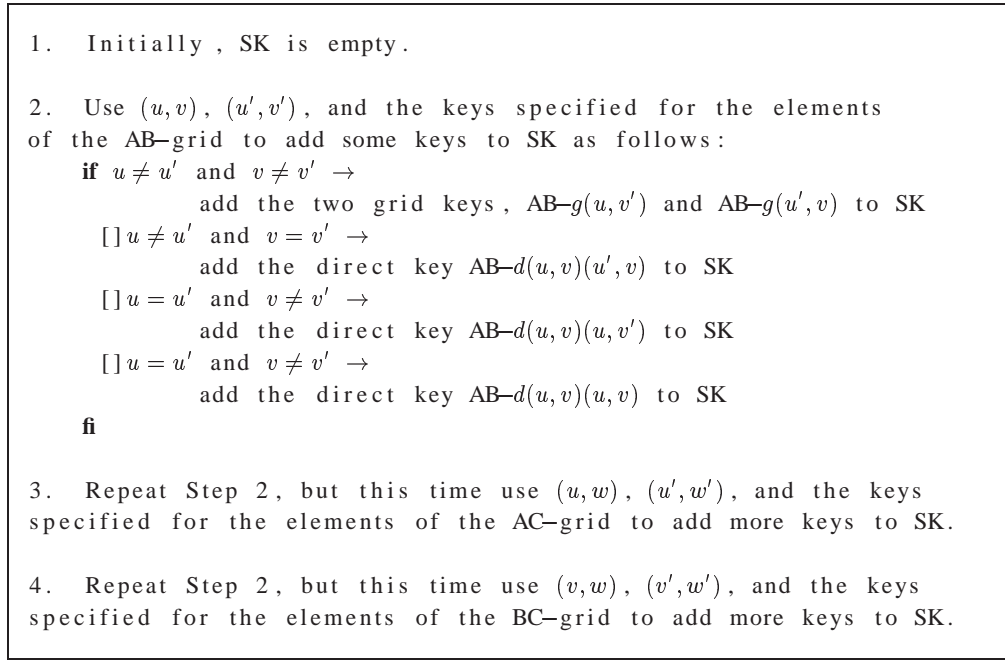 1. Initially, SK is empty.
2. Use (u, v), (u′, v′), and the keys specified for the elements
of the AB–grid to add some keys to SK as follows:
if u ≠ u′ and v ≠ v′ →
add the two grid keys, AB–g(u, v′) and AB–g(u′, v) to SK
[] u ≠ u′ and v = v′ →
add the direct key AB–d(u, v)(u′, v) to SK
[] u = u′ and v ≠ v′ →
add the direct key AB–d(u, v)(u, v′) to SK
[] u = u′ and v ≠ v′ →
add the direct key AB–d(u, v)(u, v) to SK
fi
3. Repeat Step 2, but this time use (u, w), (u′, w′), and the keys
specified for the elements of the AC–grid to add more keys to SK.
4. Repeat Step 2, but this time use (v, w), (v′, w′), and the keys
specified for the elements of the BC–grid to add more keys to SK.